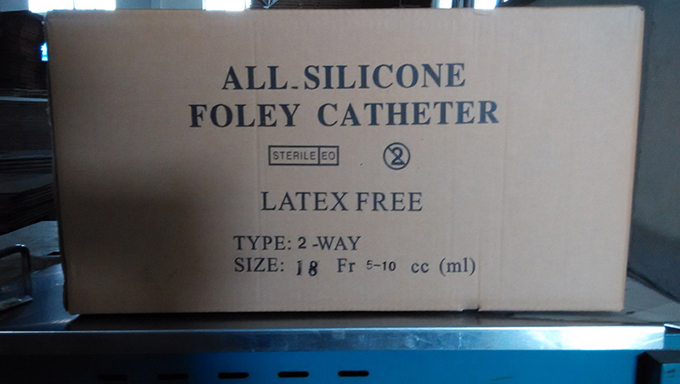 ALL-SILICONE
FOLEY CATHETER
STERILE EO 2
LATEX FREE
TYPE: 2-WAY
SIZE: 18 Fr 5-10 cc (ml)